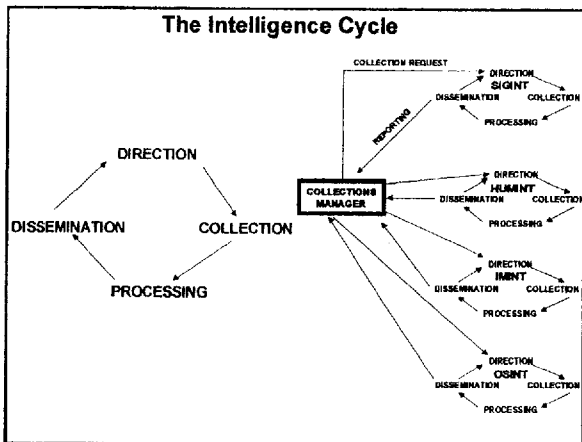 The Intelligence Cycle
COLLECTION REQUEST
DIRECTION
SIGINT
DISSEMINATION COLLECTION
PROCESSING
REPORTING
DIRECTION
DISSEMINATION COLLECTION
PROCESSING
COLLECTIONS
MANAGER
DIRECTION
HUMINT
DISSEMINATION COLLECTION
PROCESSING
DIRECTION
IMINT
DISSEMINATION COLLECTION
PROCESSING
DIRECTION
OSINT
DISSEMINATION COLLECTION
PROCESSING